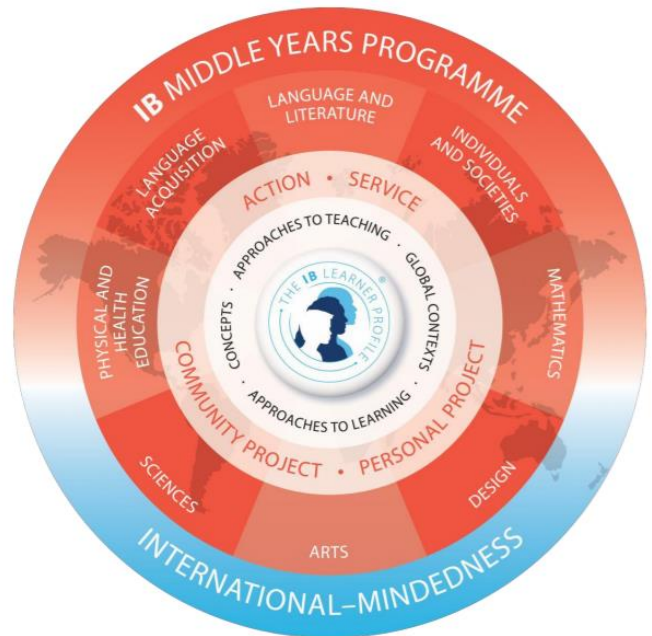 IB MIDDLE YEARS PROGRAMME
LANGUAGE AND
LITERATURE
INDIVIDUALS
AND SOCIETIES
MATHEMATICS
DESIGN
ARTS
SCIENCES
PHYSICAL AND
HEALTH
EDUCATION
LANGUAGE
ACQUISITION
ACTION • SERVICE
COMMUNITY PROJECT • PERSONAL PROJECT
APPROACHES TO TEACHING · GLOBAL CONTEXTS · APPROACHES TO LEARNING · CONCEPTS ·
THE IB LEARNER PROFILE ®
INTERNATIONAL–MINDEDNESS